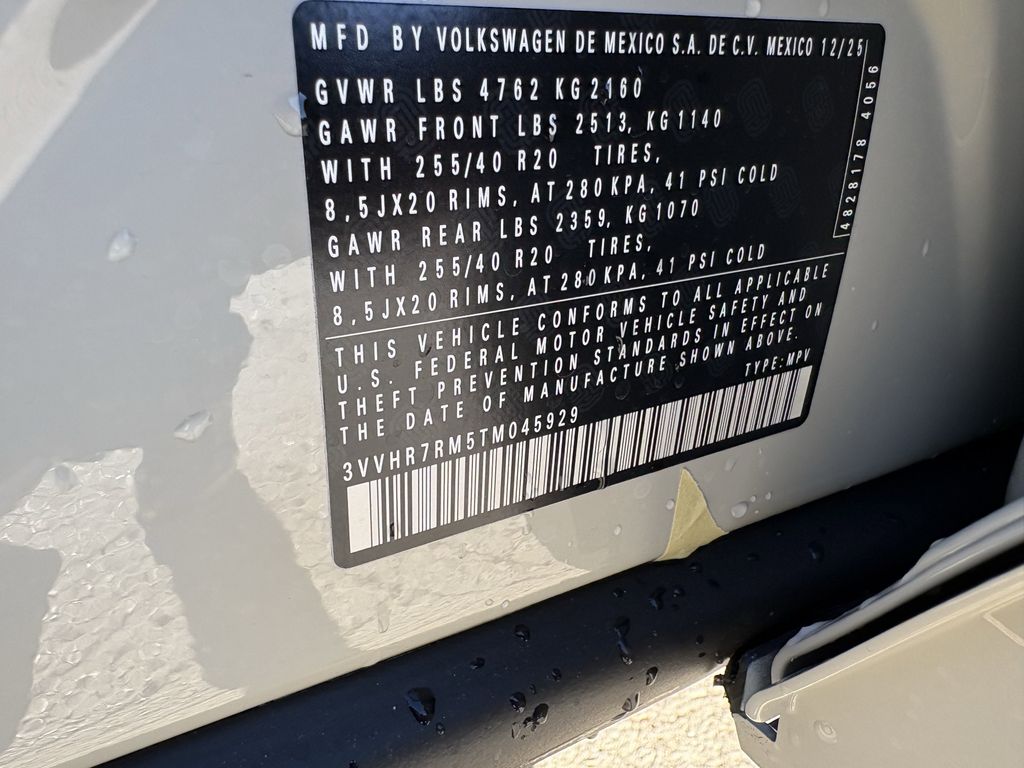 MFD BY VOLKSWAGEN DE MEXICO S.A. DE C.V. MEXICO 12/25
GVWR LBS 4762 KG 2160
GAWR FRONT LBS 2513, KG 1140
WITH 255/40 R20 TIRES,
8,5JX20 RIMS, AT 280 KPA, 41 PSI COLD
GAWR REAR LBS 2359, KG 1070
WITH 255/40 R20 TIRES,
8,5JX20 RIMS, AT 280 KPA, 41 PSI COLD
THIS VEHICLE CONFORMS TO ALL APPLICABLE
U.S. FEDERAL MOTOR VEHICLE SAFETY AND
THEFT PREVENTION STANDARDS IN EFFECT ON
THE DATE OF MANUFACTURE SHOWN ABOVE.
TYPE: MPV
3VVHR7RM5TM045929
4828178 4056